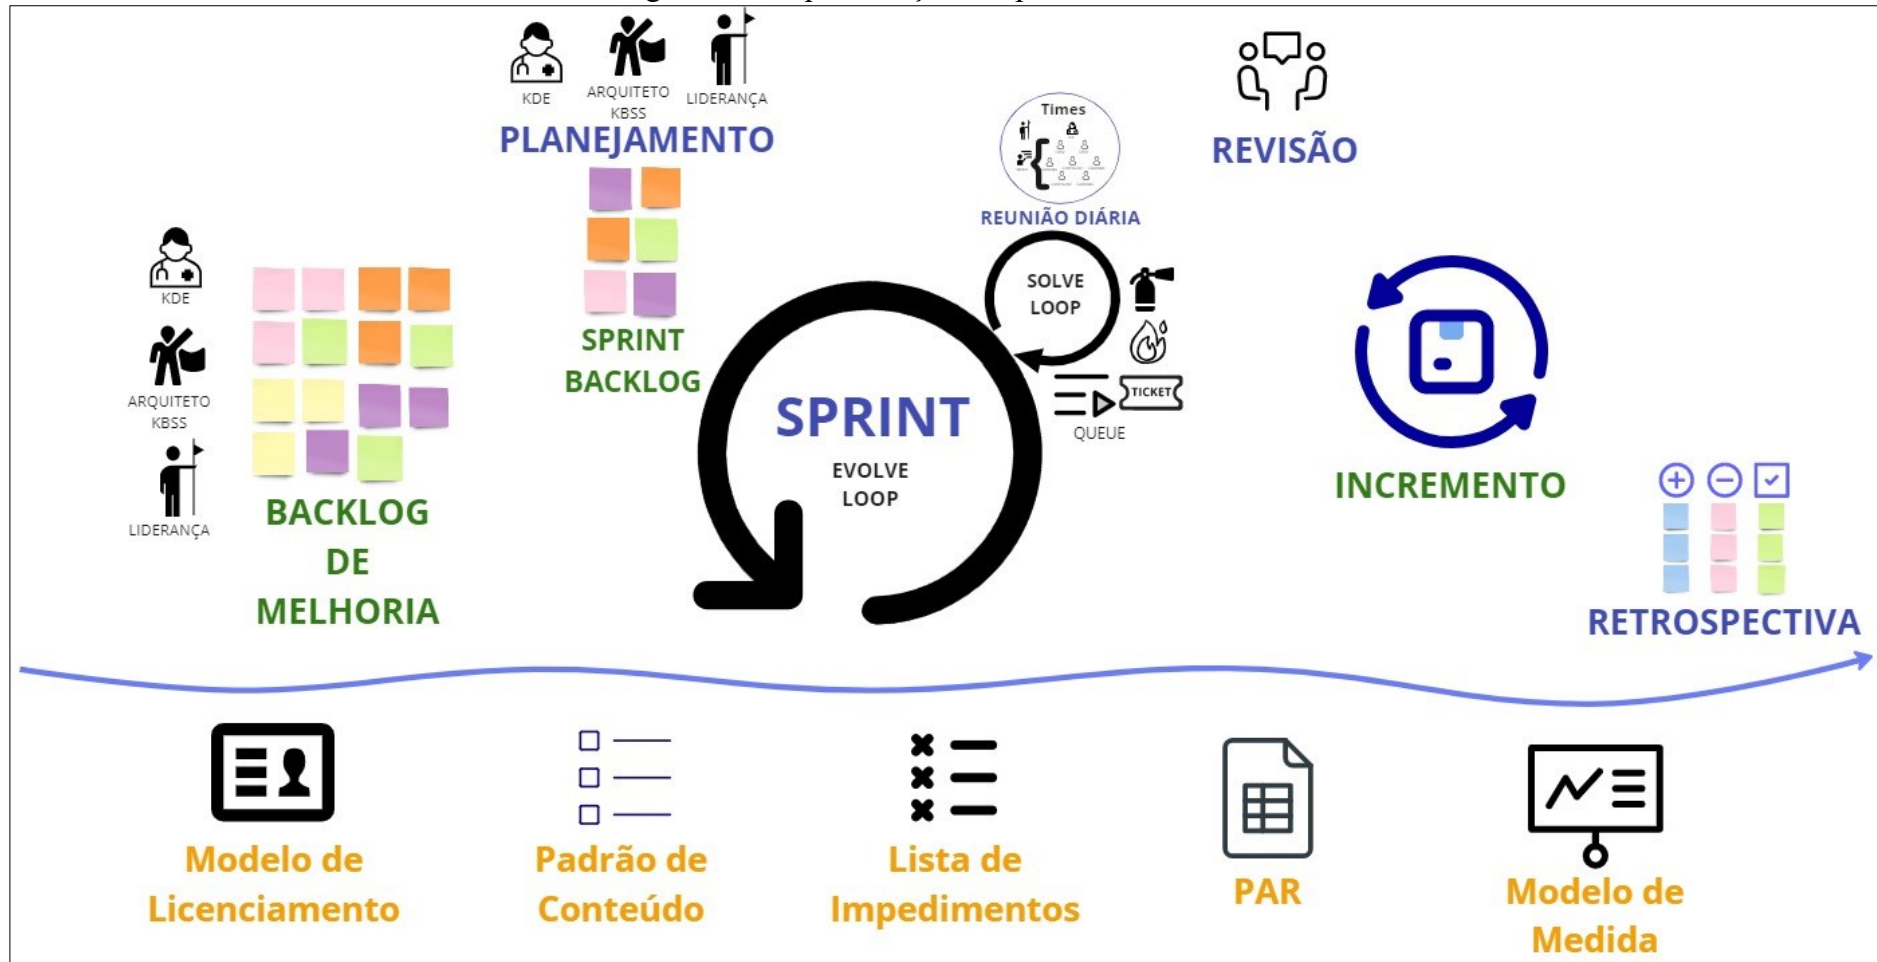 KDE
ARQUITETO
KBSS
LIDERANÇA
PLANEJAMENTO
SPRINT
BACKLOG
KDE
ARQUITETO
KBSS
LIDERANÇA
BACKLOG
DE
MELHORIA
SPRINT
EVOLVE
LOOP
Times
REUNIÃO DIÁRIA
SOLVE
LOOP
TICKET
QUEUE
REVISÃO
INCREMENTO
RETROSPECTIVA
Modelo de
Licenciamento
Padrão de
Conteúdo
Lista de
Impedimentos
PAR
Modelo de
Medida